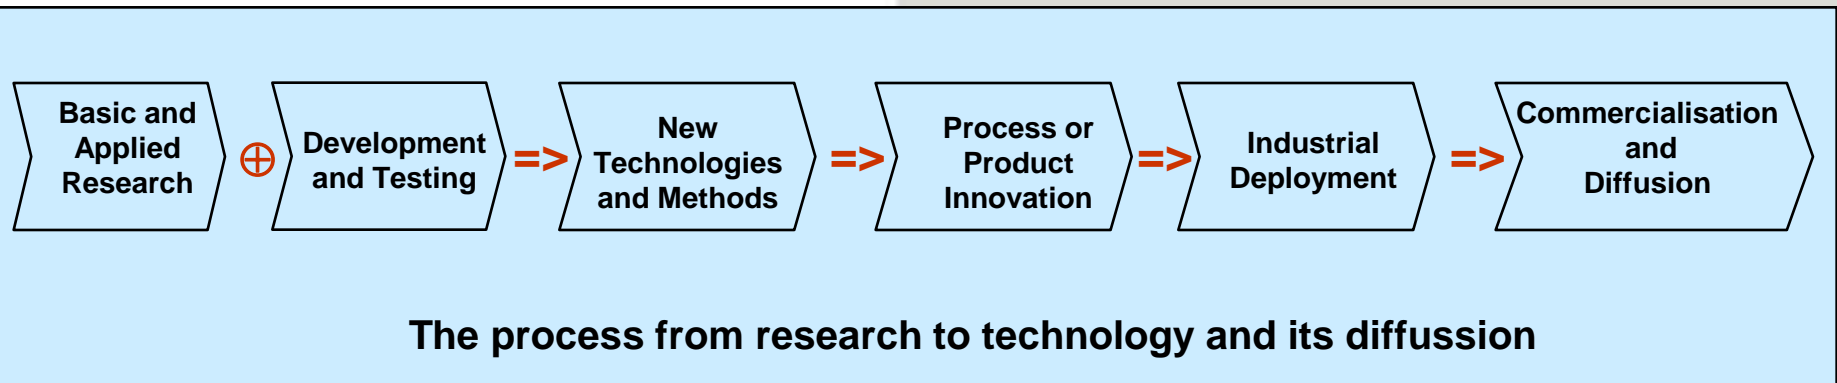 Basic and
Applied
Research
⊕
Development
and Testing
=>
New
Technologies
and Methods
=>
Process or
Product
Innovation
=>
Industrial
Deployment
=>
Commercialisation
and
Diffusion
The process from research to technology and its diffussion